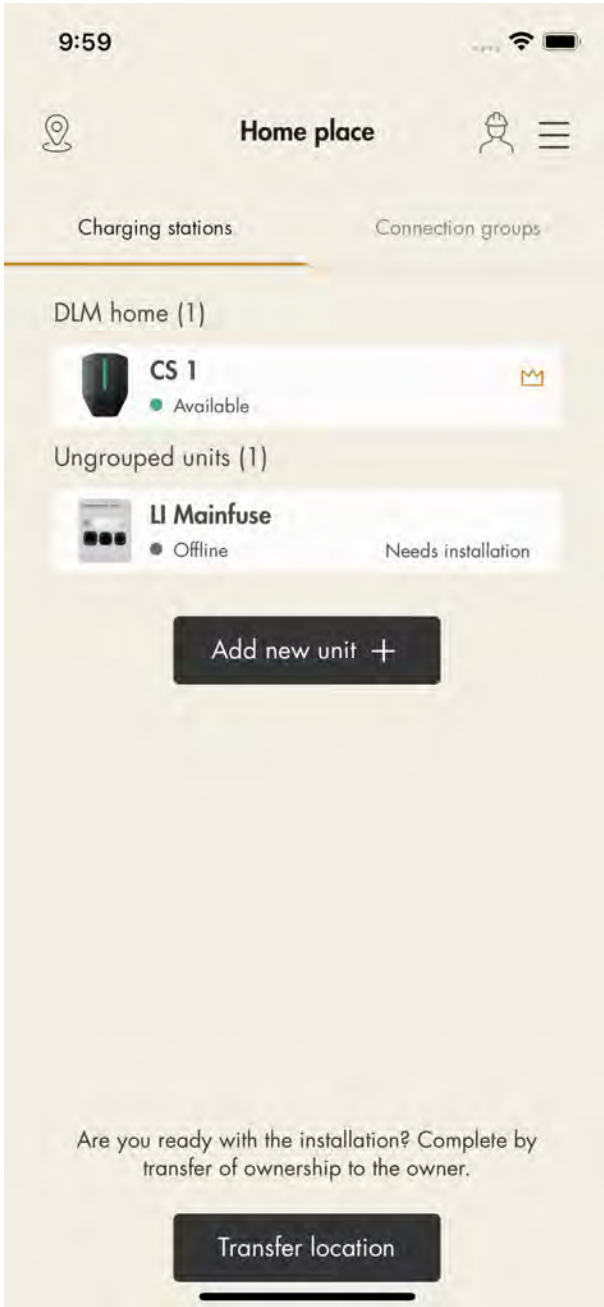 9:59
Home place
Charging stations
Connection groups
DLM home (1)
CS 1
Available
Ungrouped units (1)
LI Mainfuse
Offline
Needs installation
Add new unit +
Are you ready with the installation? Complete by
transfer of ownership to the owner.
Transfer location